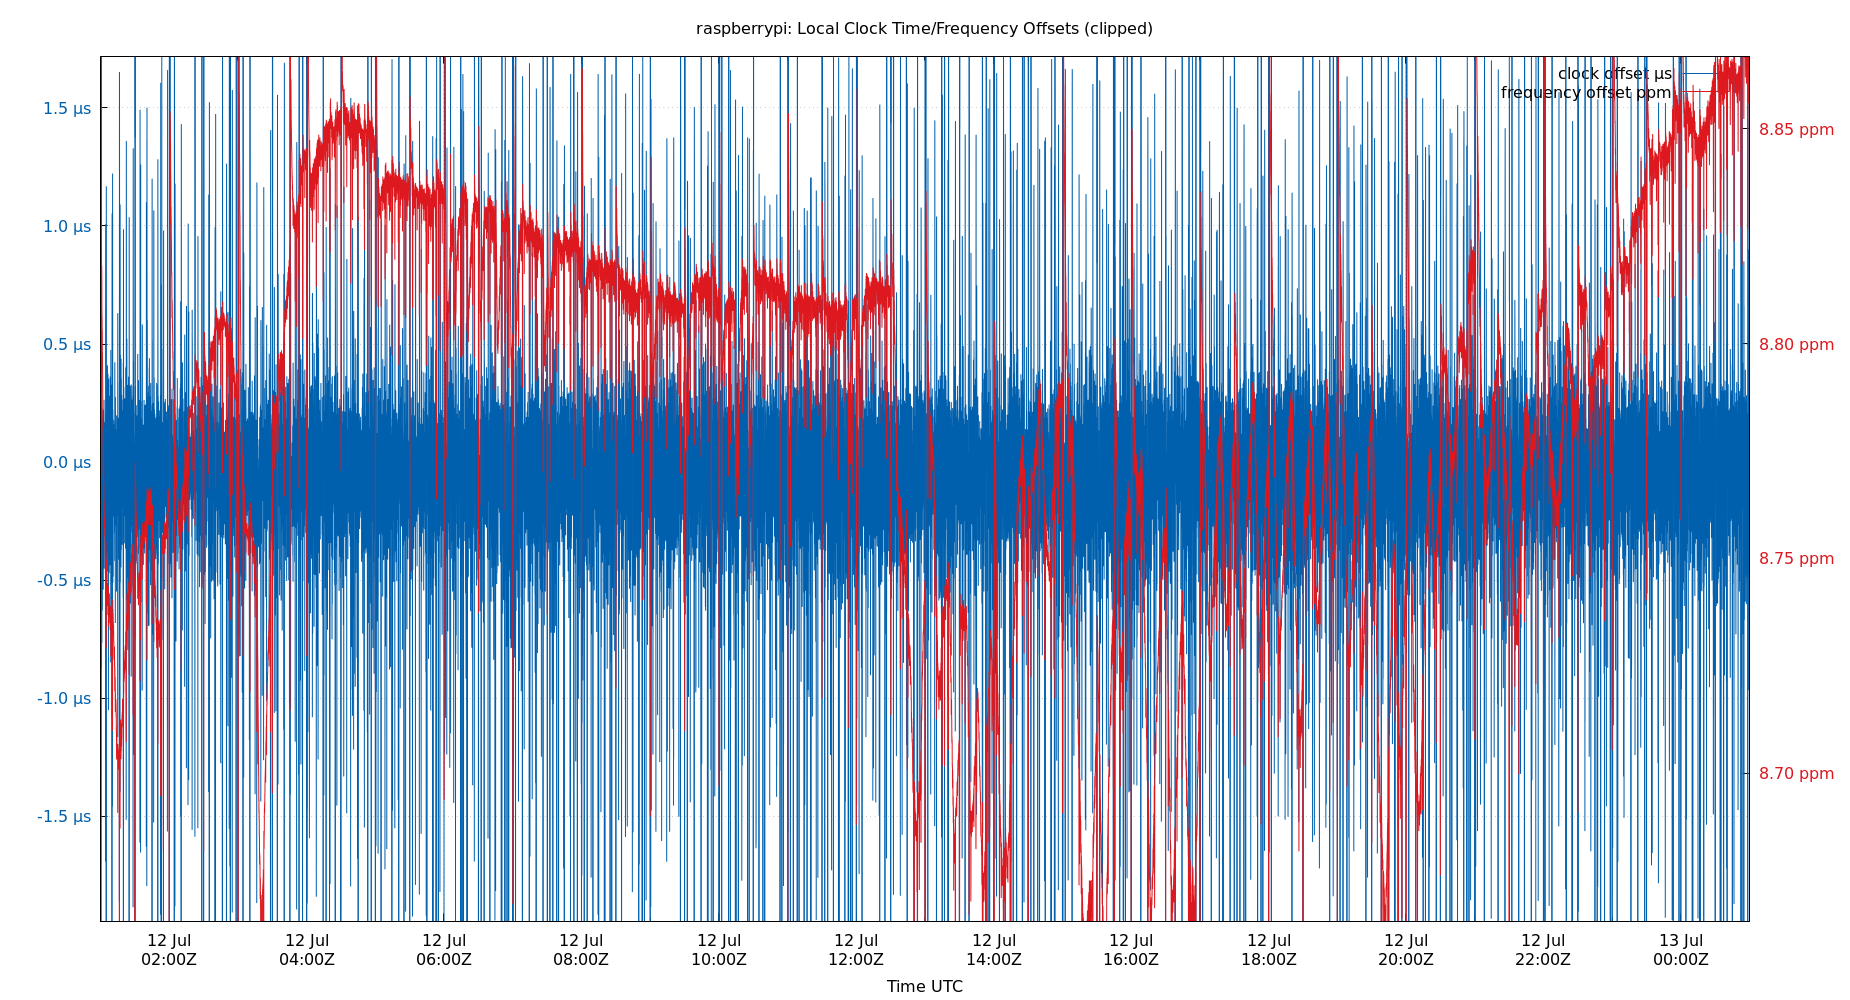 raspberrypi: Local Clock Time/Frequency Offsets (clipped)
clock offset µs
frequency offset ppm
1.5 µs
1.0 µs
0.5 µs
0.0 µs
-0.5 µs
-1.0 µs
-1.5 µs
8.85 ppm
8.80 ppm
8.75 ppm
8.70 ppm
12 Jul 12 Jul 12 Jul 12 Jul 12 Jul 12 Jul 12 Jul 12 Jul 12 Jul 12 Jul 12 Jul 13 Jul
02:00Z 04:00Z 06:00Z 08:00Z 10:00Z 12:00Z 14:00Z 16:00Z 18:00Z 20:00Z 22:00Z 00:00Z
Time UTC